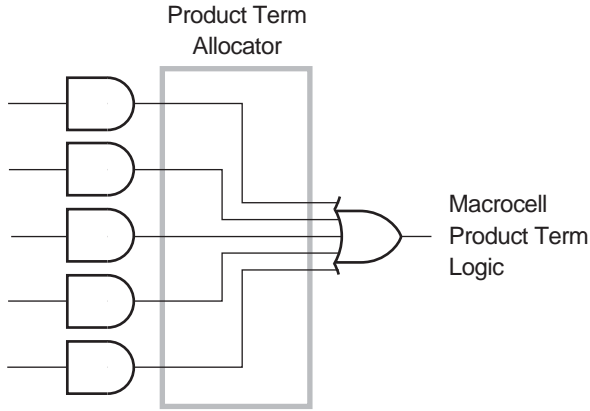 Product Term
Allocator
Macrocell
Product Term
Logic